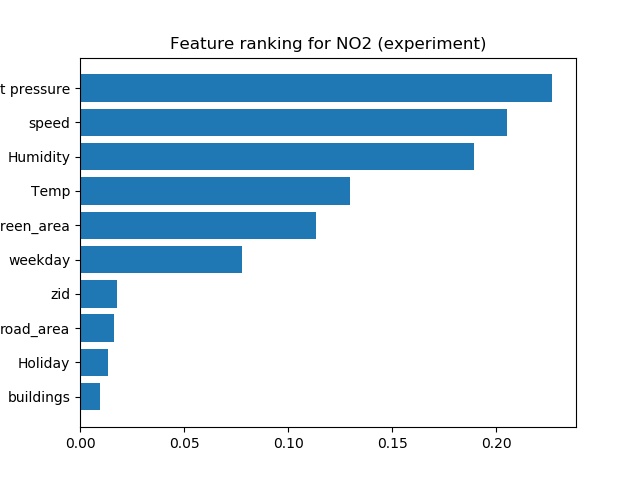 Feature ranking for NO2 (experiment)
t pressure
speed
Humidity
Temp
reen_area
weekday
zid
road_area
Holiday
buildings
0.00 0.05 0.10 0.15 0.20